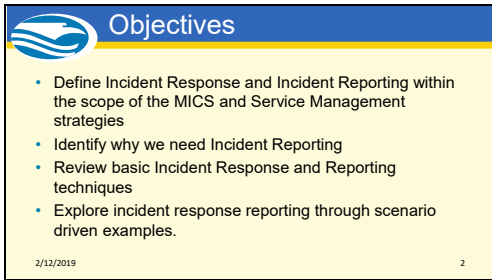 Objectives
• Define Incident Response and Incident Reporting within
the scope of the MICS and Service Management
strategies
• Identify why we need Incident Reporting
• Review basic Incident Response and Reporting
techniques
• Explore incident response reporting through scenario
driven examples.
2/12/2019 2